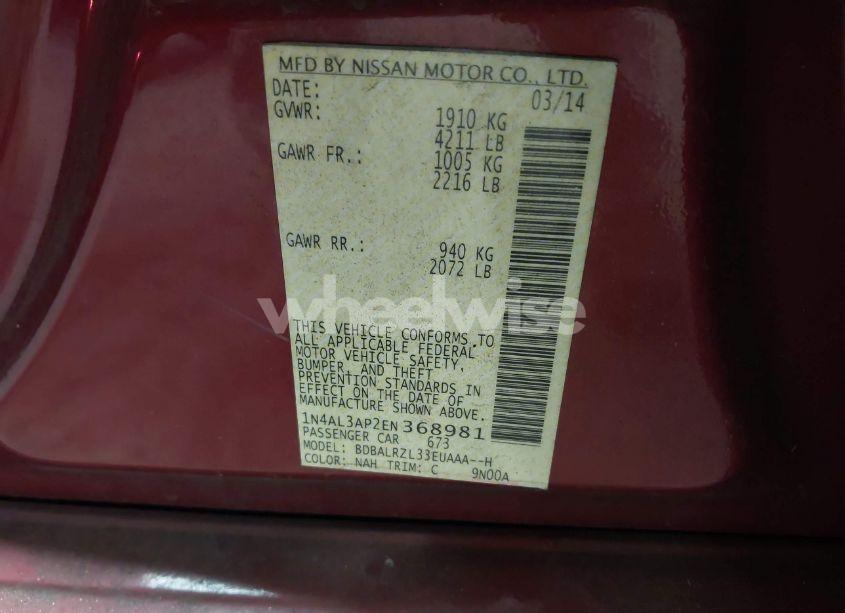 MFD BY NISSAN MOTOR CO., LTD.
DATE: 03/14
GVWR: 1910 KG
4211 LB
GAWR FR.: 1005 KG
2216 LB
GAWR RR.: 940 KG
2072 LB
wheelwise
THIS VEHICLE CONFORMS TO
ALL APPLICABLE FEDERAL
MOTOR VEHICLE SAFETY,
BUMPER, AND THEFT
PREVENTION STANDARDS IN
EFFECT ON THE DATE OF
MANUFACTURE SHOWN ABOVE.
1N4AL3AP2EN368981
PASSENGER CAR 673
MODEL: BDBALRZL33EUAAA--H
COLOR: NAH TRIM: C 9N00A